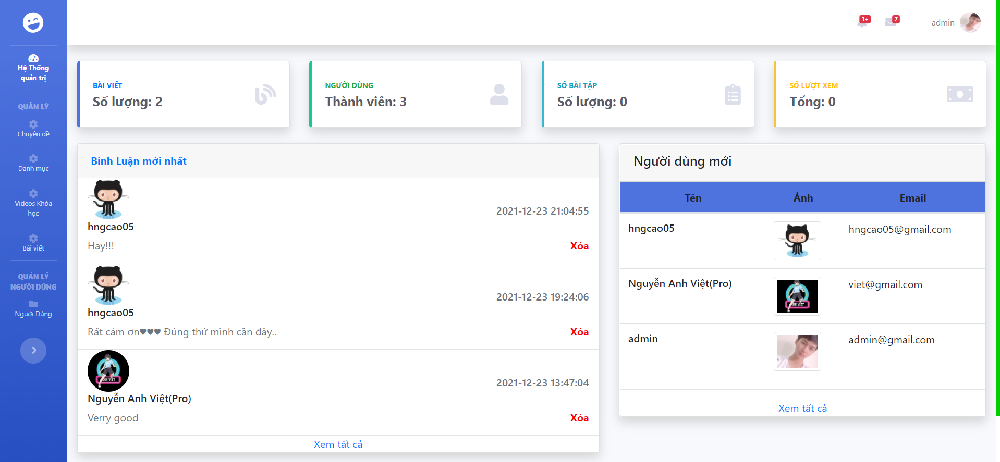 3+
7
admin
Hệ Thống
quản trị
QUẢN LÝ
Chuyên đề
Danh mục
Videos Khóa
học
Bài viết
QUẢN LÝ
NGƯỜI DÙNG
Người Dùng
BÀI VIẾT
Số lượng: 2
NGƯỜI DÙNG
Thành viên: 3
SỐ BÀI TẬP
Số lượng: 0
SỐ LƯỢT XEM
Tổng: 0
Bình Luận mới nhất
2021-12-23 21:04:55
hngcao05
Hay!!!
Xóa
2021-12-23 19:24:06
hngcao05
Rất cảm ơn♥♥♥ Đúng thứ mình cần đây..
Xóa
ANH VIET
2021-12-23 13:47:04
Nguyễn Anh Việt(Pro)
Verry good
Xóa
Xem tất cả
Người dùng mới
Tên Ảnh Email
hngcao05 hngcao05@gmail.com
Nguyễn Anh Việt(Pro) viet@gmail.com
ANH VIET
admin admin@gmail.com
Xem tất cả